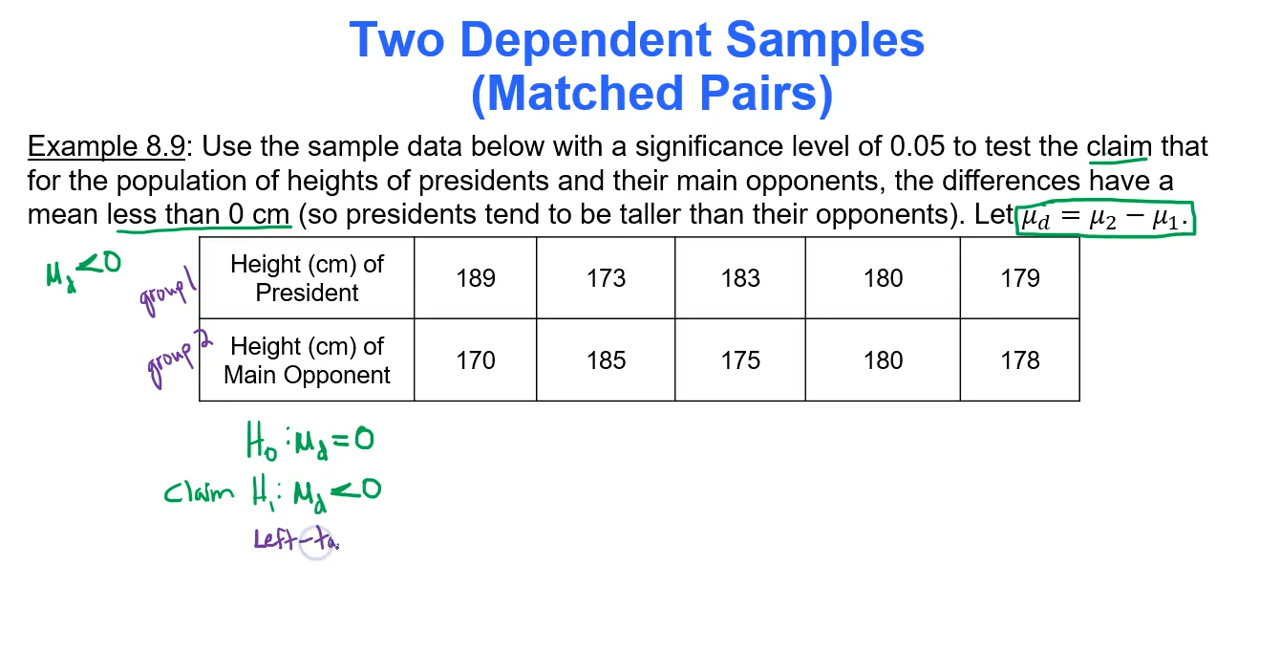 Two Dependent Samples
(Matched Pairs)
Example 8.9: Use the sample data below with a significance level of 0.05 to test the claim that
for the population of heights of presidents and their main opponents, the differences have a
mean less than 0 cm (so presidents tend to be taller than their opponents). Let μd = μ2 − μ1.
μd < 0
group 1
Height (cm) of President 189 173 183 180 179
group 2
Height (cm) of Main Opponent 170 185 175 180 178
H0: μd = 0
Claim H1: μd < 0
Left-ta